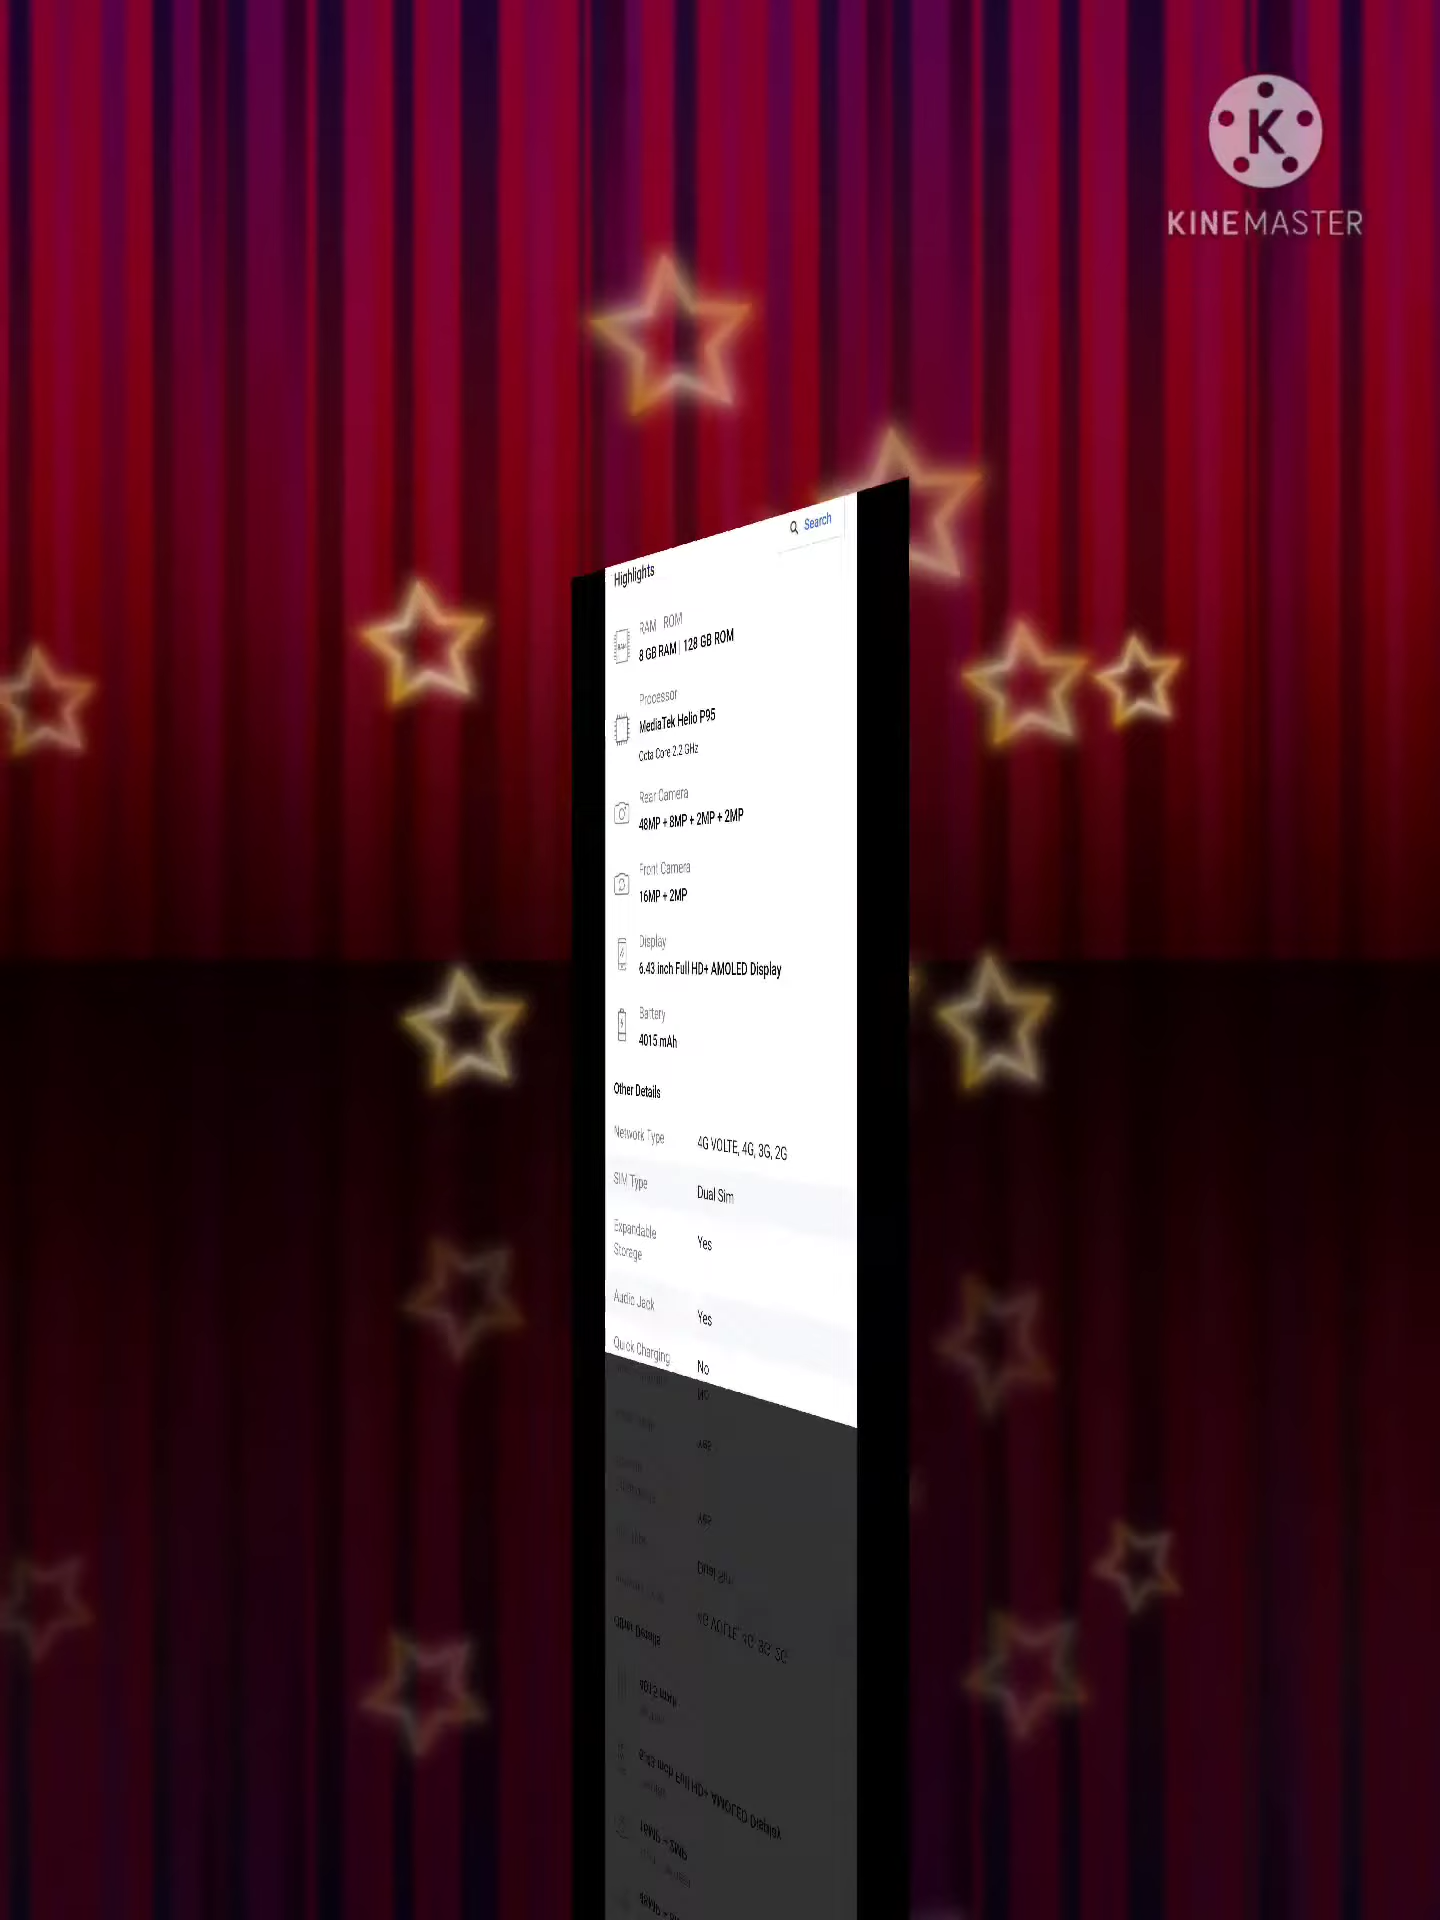 KINEMASTER
Search
Highlights
RAM ROM
8 GB RAM | 128 GB ROM
Processor
MediaTek Helio P95
Octa Core 2.2 GHz
Rear Camera
48MP + 8MP + 2MP + 2MP
Front Camera
16MP + 2MP
Display
6.43 inch Full HD+ AMOLED Display
Battery
4015 mAh
Other Details
Network Type 4G VOLTE, 4G, 3G, 2G
SIM Type Dual Sim
Expandable
Storage Yes
Audio Jack Yes
Quick Charging No